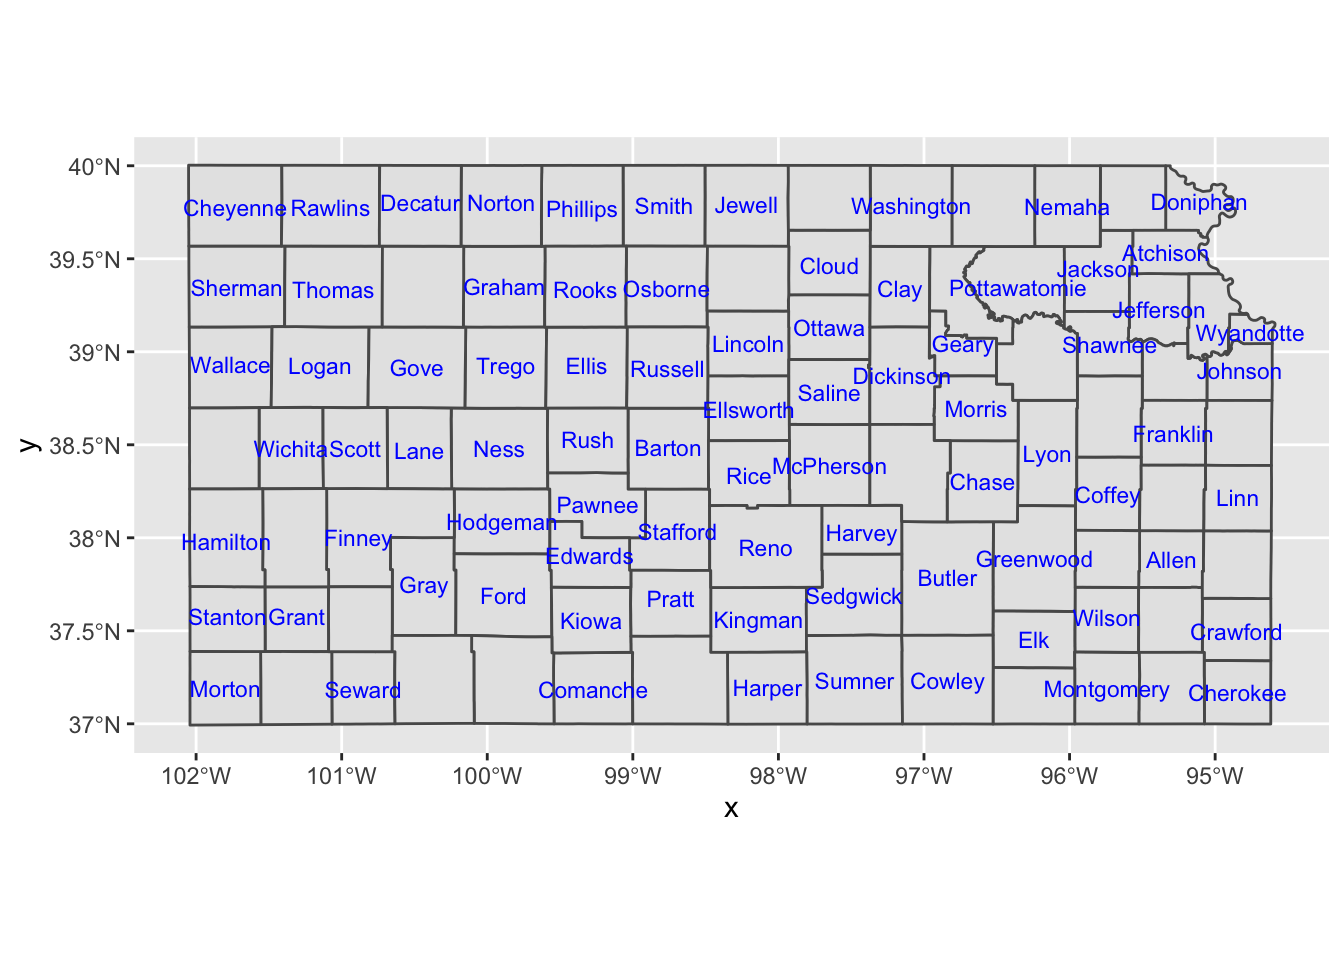 40°N
39.5°N
39°N
38.5°N
38°N
37.5°N
37°N
y
Cheyenne Rawlins Decatur Norton Phillips Smith Jewell Washington Nemaha Doniphan
Sherman Thomas Graham Rooks Osborne Cloud Clay Pottawatomie Jackson Atchison
Jefferson Wyandotte
Wallace Logan Gove Trego Ellis Russell Lincoln Ottawa Geary Shawnee Johnson
Ellsworth Saline Dickinson Morris
Wichita Scott Lane Ness Rush Barton Rice McPherson Chase Lyon Franklin
Coffey Linn
Hamilton Finney Hodgeman Pawnee Stafford Reno Harvey
Edwards Greenwood Allen
Gray Ford Pratt Sedgwick Butler
Stanton Grant Kiowa Kingman Wilson Crawford
Elk
Morton Seward Comanche Harper Sumner Cowley Montgomery Cherokee
102°W 101°W 100°W 99°W 98°W 97°W 96°W 95°W
x